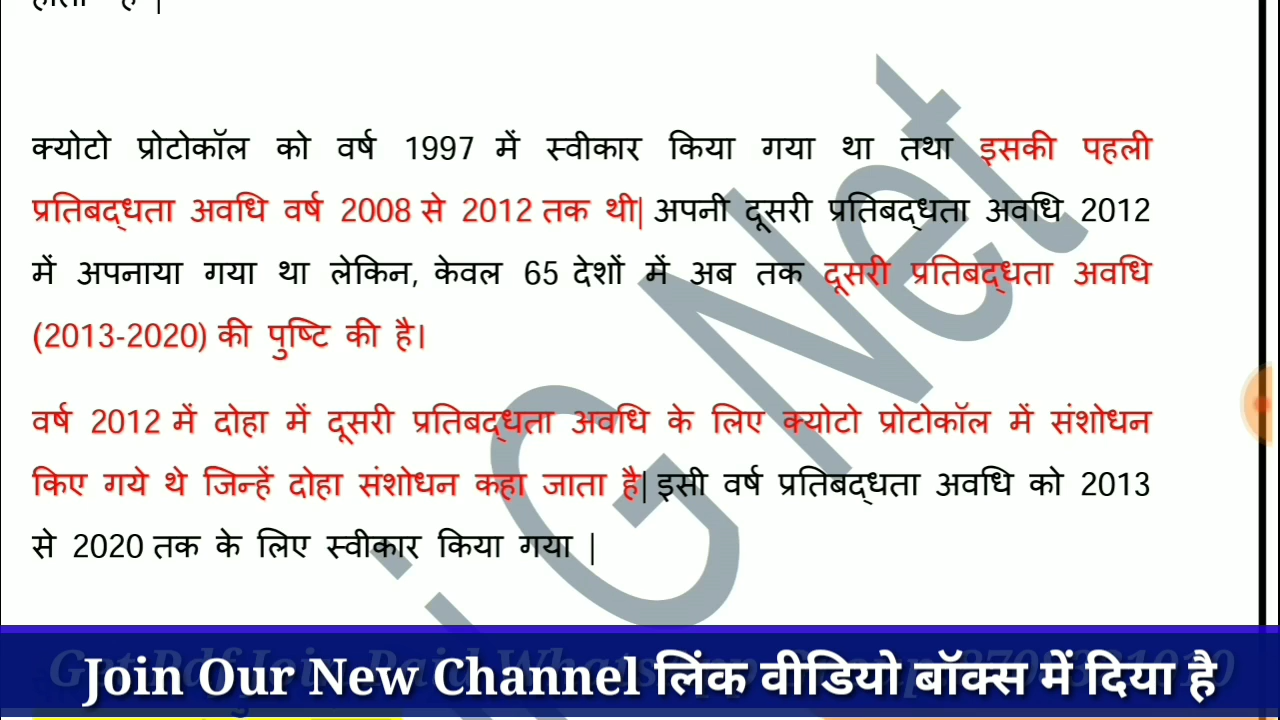 क्योटो प्रोटोकॉल को वर्ष 1997 में स्वीकार किया गया था तथा इसकी पहली
प्रतिबद्धता अवधि वर्ष 2008 से 2012 तक थी| अपनी दूसरी प्रतिबद्धता अवधि 2012
में अपनाया गया था लेकिन, केवल 65 देशों में अब तक दूसरी प्रतिबद्धता अवधि
(2013-2020) की पुष्टि की है।
वर्ष 2012 में दोहा में दूसरी प्रतिबद्धता अवधि के लिए क्योटो प्रोटोकॉल में संशोधन
किए गये थे जिन्हें दोहा संशोधन कहा जाता है| इसी वर्ष प्रतिबद्धता अवधि को 2013
से 2020 तक के लिए स्वीकार किया गया |
i G Net
Join Our New Channel लिंक वीडियो बॉक्स में दिया है